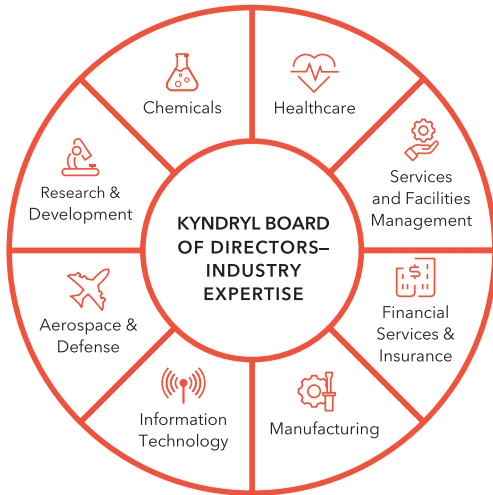 KYNDRYL BOARD
OF DIRECTORS—
INDUSTRY
EXPERTISE
Chemicals
Healthcare
Services
and Facilities
Management
Financial
Services &
Insurance
Manufacturing
Information
Technology
Aerospace &
Defense
Research &
Development
$